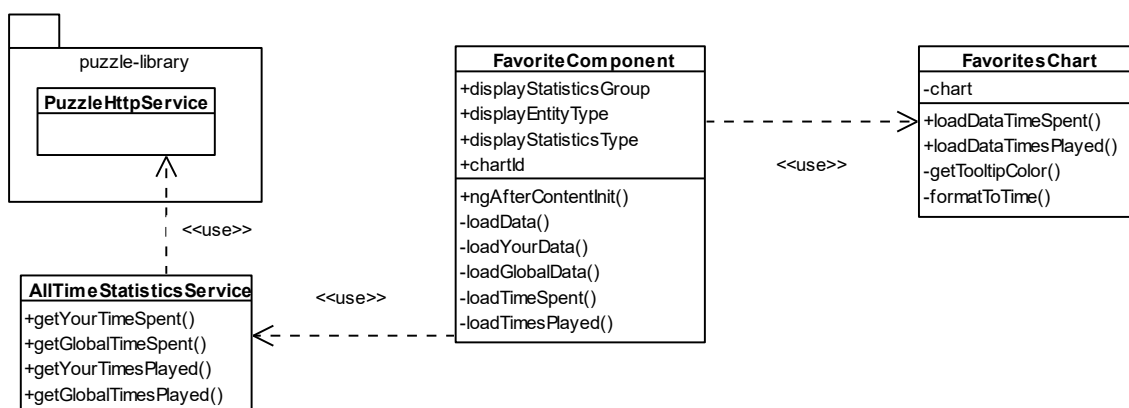 puzzle-library
PuzzleHttpService
<<use>>
AllTimeStatisticsService
+getYourTimeSpent()
+getGlobalTimeSpent()
+getYourTimesPlayed()
+getGlobalTimesPlayed()
<<use>>
FavoriteComponent
+displayStatisticsGroup
+displayEntityType
+displayStatisticsType
+chartId
+ngAfterContentInit()
-loadData()
-loadYourData()
-loadGlobalData()
-loadTimeSpent()
-loadTimesPlayed()
<<use>>
FavoritesChart
-chart
+loadDataTimeSpent()
+loadDataTimesPlayed()
-getTooltipColor()
-formatToTime()